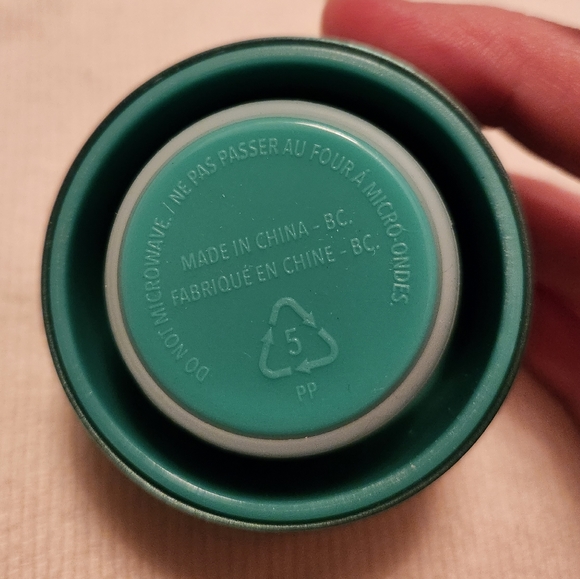 DO NOT MICROWAVE. / NE PAS PASSER AU FOUR Á MICRO-ONDES.
MADE IN CHINA - BC.
FABRIQUÉ EN CHINE - BC.
5
PP